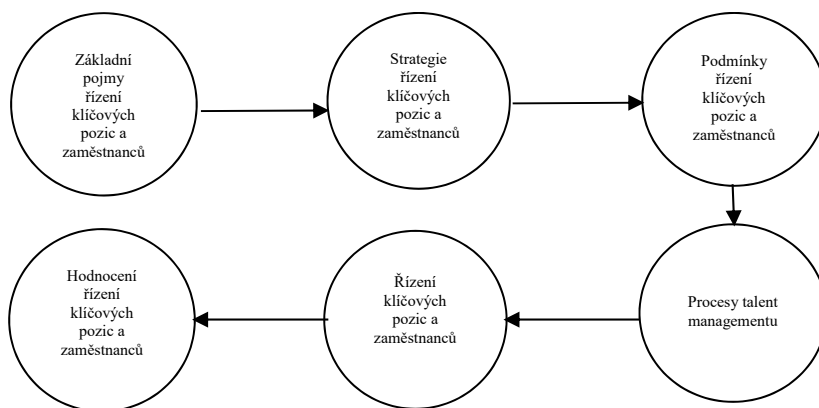 Základní
pojmy
řízení
klíčových
pozic a
zaměstnanců
Strategie
řízení
klíčových
pozic a
zaměstnanců
Podmínky
řízení
klíčových
pozic a
zaměstnanců
Procesy talent
managementu
Řízení
klíčových
pozic a
zaměstnanců
Hodnocení
řízení
klíčových
pozic a
zaměstnanců